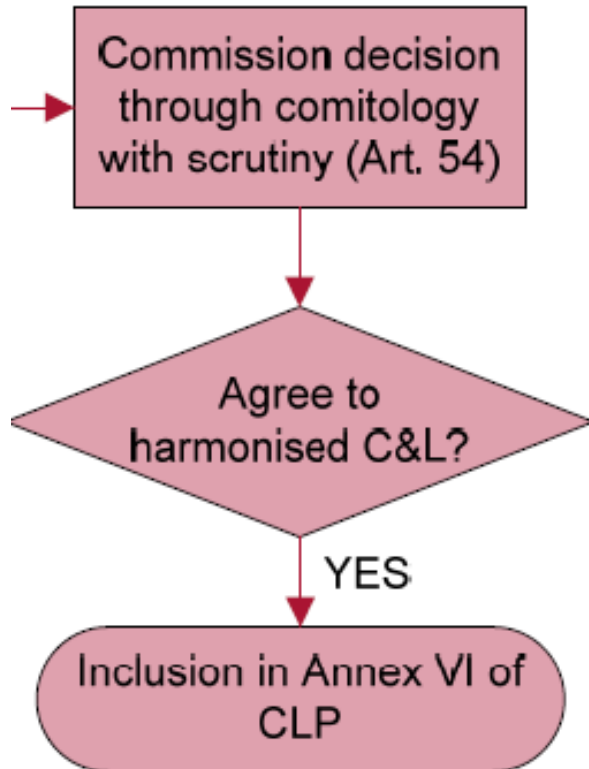 Commission decision
through comitology
with scrutiny (Art. 54)
Agree to
harmonised C&L?
YES
Inclusion in Annex VI of
CLP